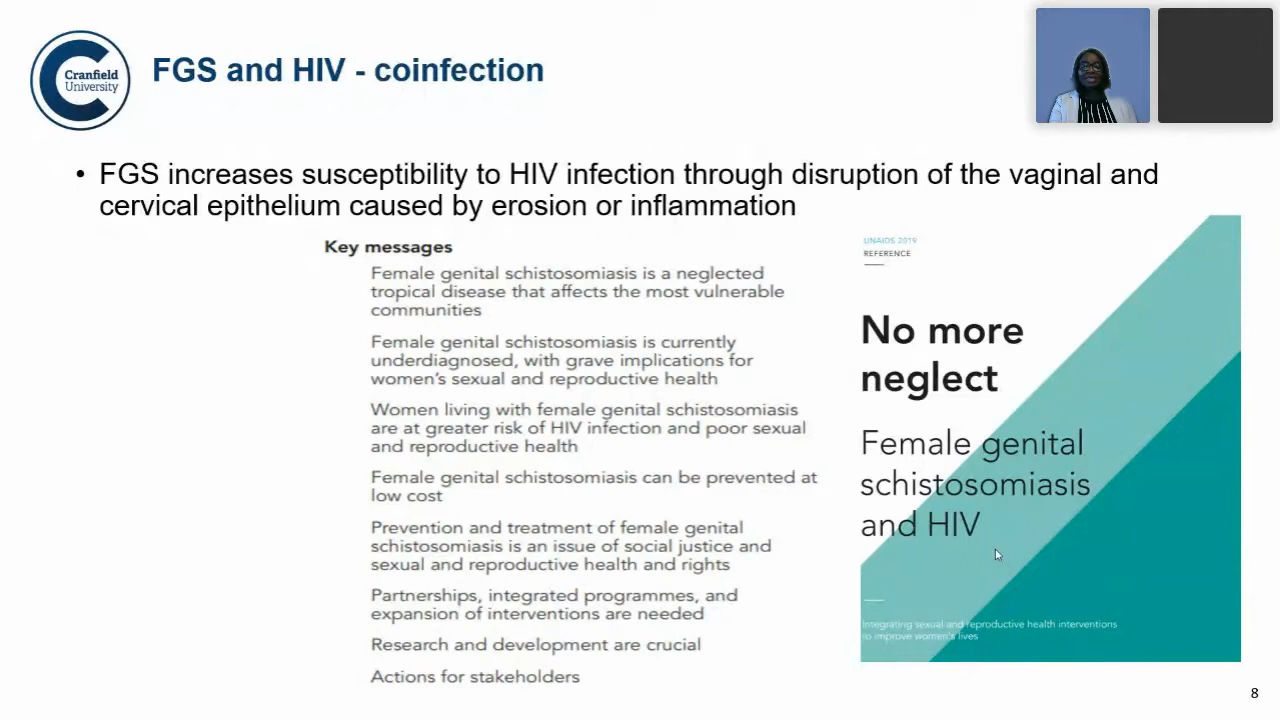 Cranfield
University
FGS and HIV - coinfection
• FGS increases susceptibility to HIV infection through disruption of the vaginal and
cervical epithelium caused by erosion or inflammation
Key messages
Female genital schistosomiasis is a neglected
tropical disease that affects the most vulnerable
communities
Female genital schistosomiasis is currently
underdiagnosed, with grave implications for
women's sexual and reproductive health
Women living with female genital schistosomiasis
are at greater risk of HIV infection and poor sexual
and reproductive health
Female genital schistosomiasis can be prevented at
low cost
Prevention and treatment of female genital
schistosomiasis is an issue of social justice and
sexual and reproductive health and rights
Partnerships, integrated programmes, and
expansion of interventions are needed
Research and development are crucial
Actions for stakeholders
UNAIDS 2019
REFERENCE
No more
neglect
Female genital
schistosomiasis
and HIV
Integrating sexual and reproductive health interventions
to improve women's lives
8